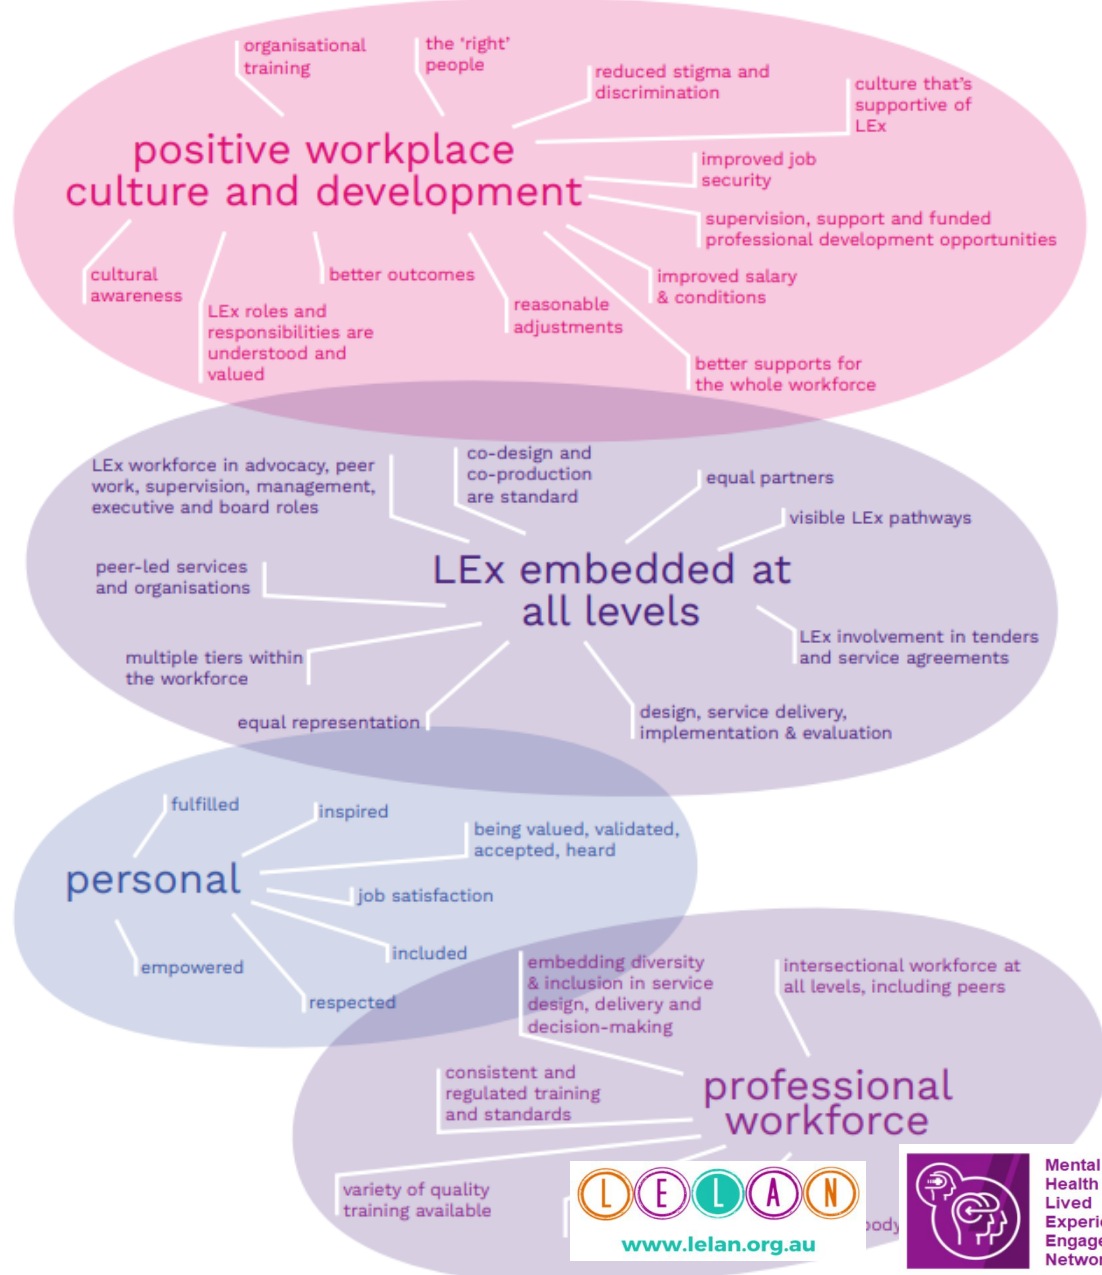 organisational
training
the ‘right’
people
reduced stigma and
discrimination
culture that’s
supportive of
LEx
positive workplace
culture and development
improved job
security
supervision, support and funded
professional development opportunities
improved salary
& conditions
cultural
awareness
better outcomes
LEx roles and
responsibilities are
understood and
valued
reasonable
adjustments
better supports for
the whole workforce
LEx workforce in advocacy, peer
work, supervision, management,
executive and board roles
co-design and
co-production
are standard
equal partners
visible LEx pathways
LEx embedded at
all levels
peer-led services
and organisations
LEx involvement in tenders
and service agreements
multiple tiers within
the workforce
equal representation
design, service delivery,
implementation & evaluation
fulfilled
inspired
being valued, validated,
accepted, heard
personal
job satisfaction
included
empowered
respected
embedding diversity
& inclusion in service
design, delivery and
decision-making
intersectional workforce at
all levels, including peers
consistent and
regulated training
and standards
professional
workforce
variety of quality
training available
body
LELAN
www.lelan.org.au
Mental
Health
Lived
Experi
Engage
Networ